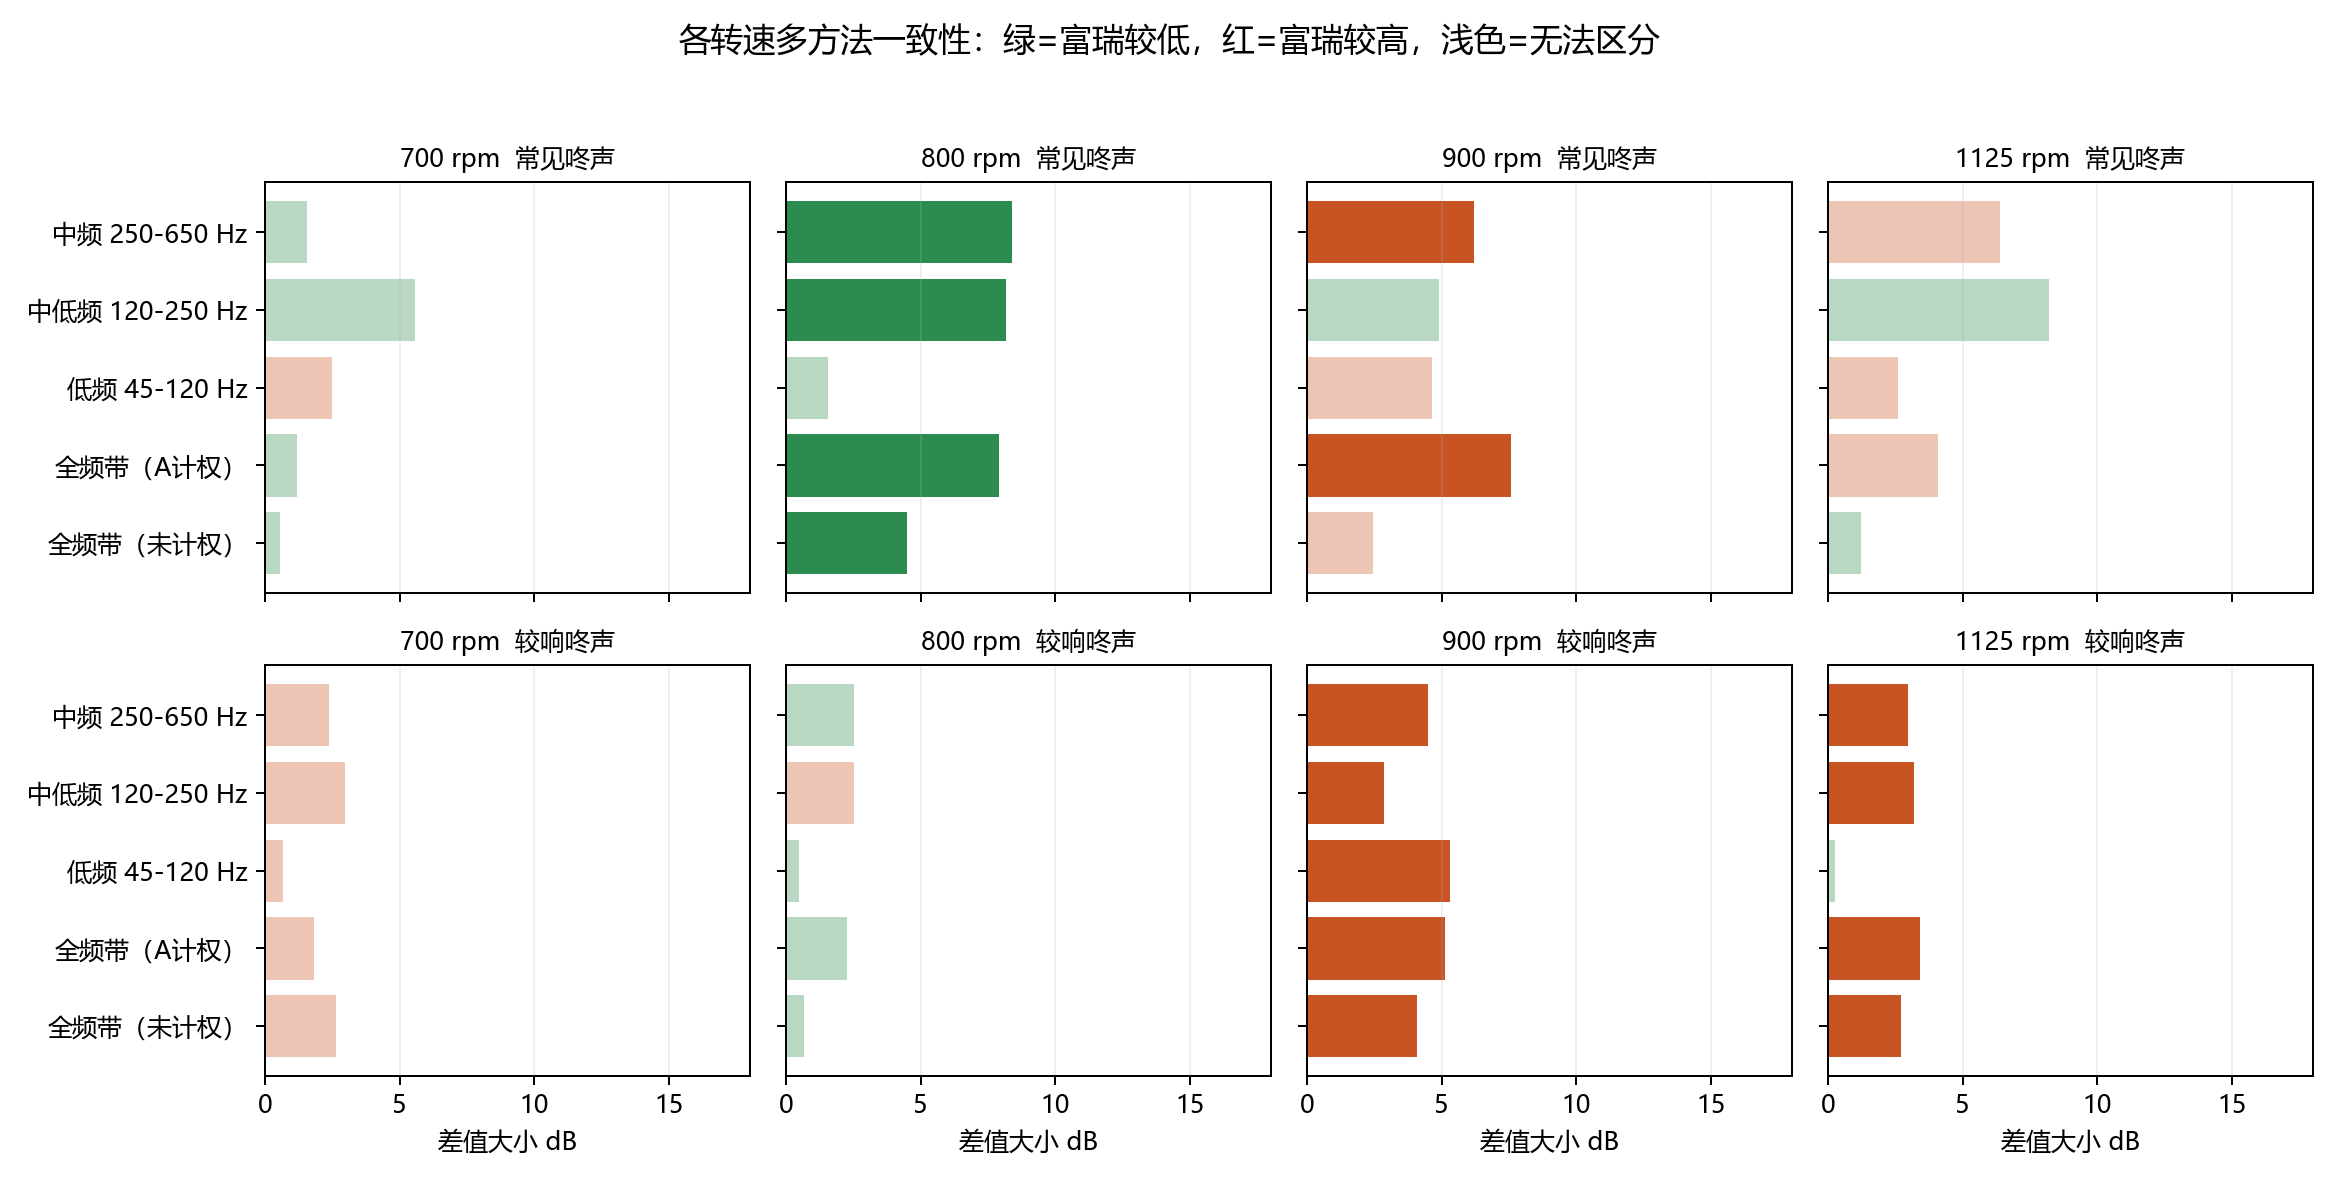 各转速多方法一致性：绿=富瑞较低，红=富瑞较高，浅色=无法区分
700 rpm  常见咚声
800 rpm  常见咚声
900 rpm  常见咚声
1125 rpm  常见咚声
中频 250-650 Hz
中低频 120-250 Hz
低频 45-120 Hz
全频带（A计权）
全频带（未计权）
700 rpm  较响咚声
800 rpm  较响咚声
900 rpm  较响咚声
1125 rpm  较响咚声
中频 250-650 Hz
中低频 120-250 Hz
低频 45-120 Hz
全频带（A计权）
全频带（未计权）
0 5 10 15
0 5 10 15
0 5 10 15
0 5 10 15
差值大小 dB
差值大小 dB
差值大小 dB
差值大小 dB